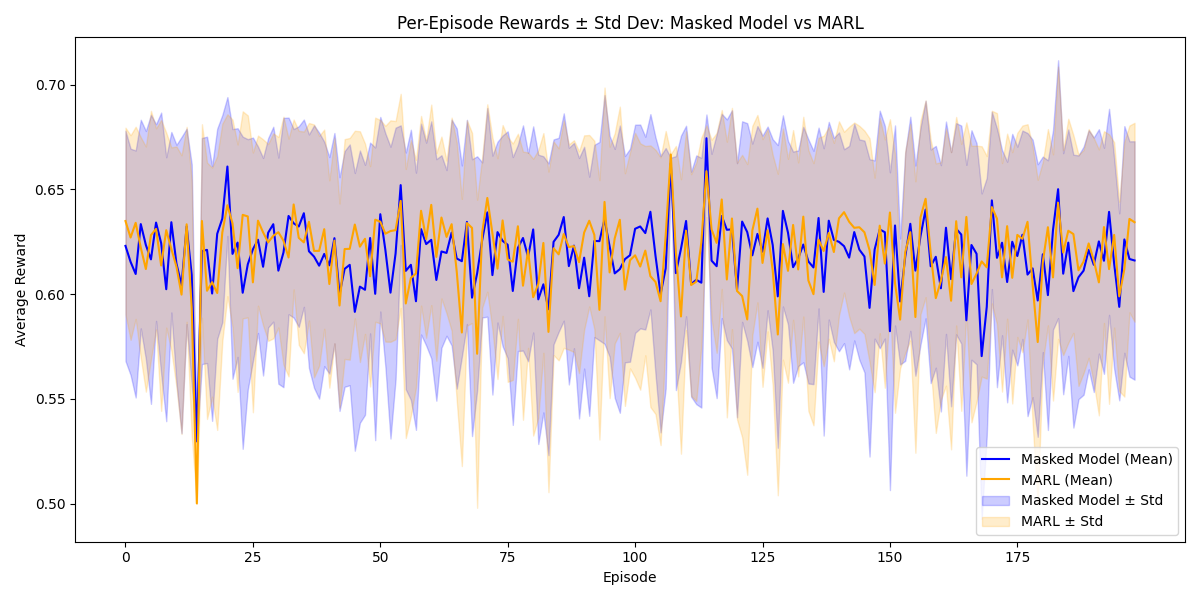 Per-Episode Rewards ± Std Dev: Masked Model vs MARL
Average Reward
0.70
0.65
0.60
0.55
0.50
Masked Model (Mean)
MARL (Mean)
Masked Model ± Std
MARL ± Std
0 25 50 75 100 125 150 175
Episode